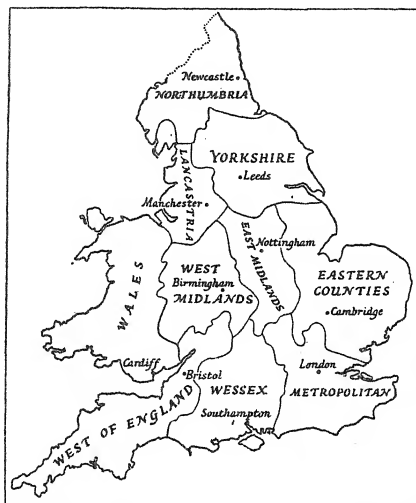 Newcastle
NORTHUMBRIA
YORKSHIRE
Leeds
LANCASTRIA
Manchester
EAST MIDLANDS
Nottingham
WEST
Birmingham
MIDLANDS
EASTERN
COUNTIES
Cambridge
WALES
Cardiff
Bristol
WESSEX
Southampton
London
METROPOLITAN
WEST OF ENGLAND